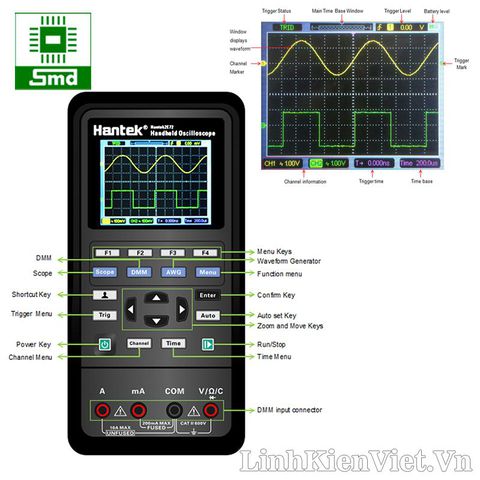 Smd
Trigger Status
Main Time Base Window
Trigger Level
Battery level
Window
displays
waveform
Channel
Marker
Trigger
Mark
TRID
1
0.00 V
CH1 1.00V
CH2 1.00V
T→ 0.000ns
Time 200.0us
Channel information
Trigger time
Time base
Hantek®
Hantek2C72
Handheld Oscilloscope
F1
F2
F3
F4
Scope
DMM
AWG
Menu
Enter
Trig
Auto
Channel
Time
A
mA
COM
V/Ω/C
10A MAX
UNFUSED
200mA MAX
FUSED
CAT II 600V
DMM
Scope
Shortcut Key
Trigger Menu
Power Key
Channel Menu
Menu Keys
Waveform Generator
Function menu
Confirm Key
Auto set Key
Zoom and Move Keys
Run/Stop
Time Menu
DMM input connector
LinhKienViet.Vn